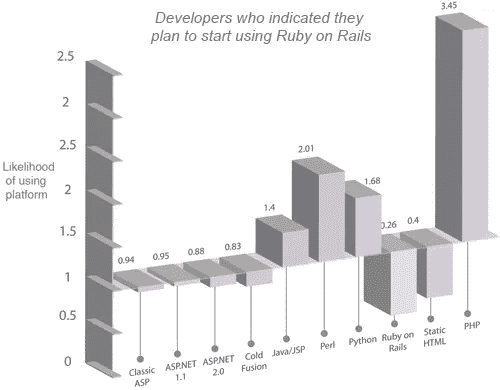 Developers who indicated they
plan to start using Ruby on Rails
3.45
2.5
2
2.5
2
1.5
1
0.5
0
Likelihood
of using
platform
0.94
0.95
0.88
0.83
1.4
2.01
1.68
0.26
0.4
Classic
ASP
ASP.NET
1.1
ASP.NET
2.0
Cold
Fusion
Java/JSP
Perl
Python
Ruby on
Rails
Static
HTML
PHP